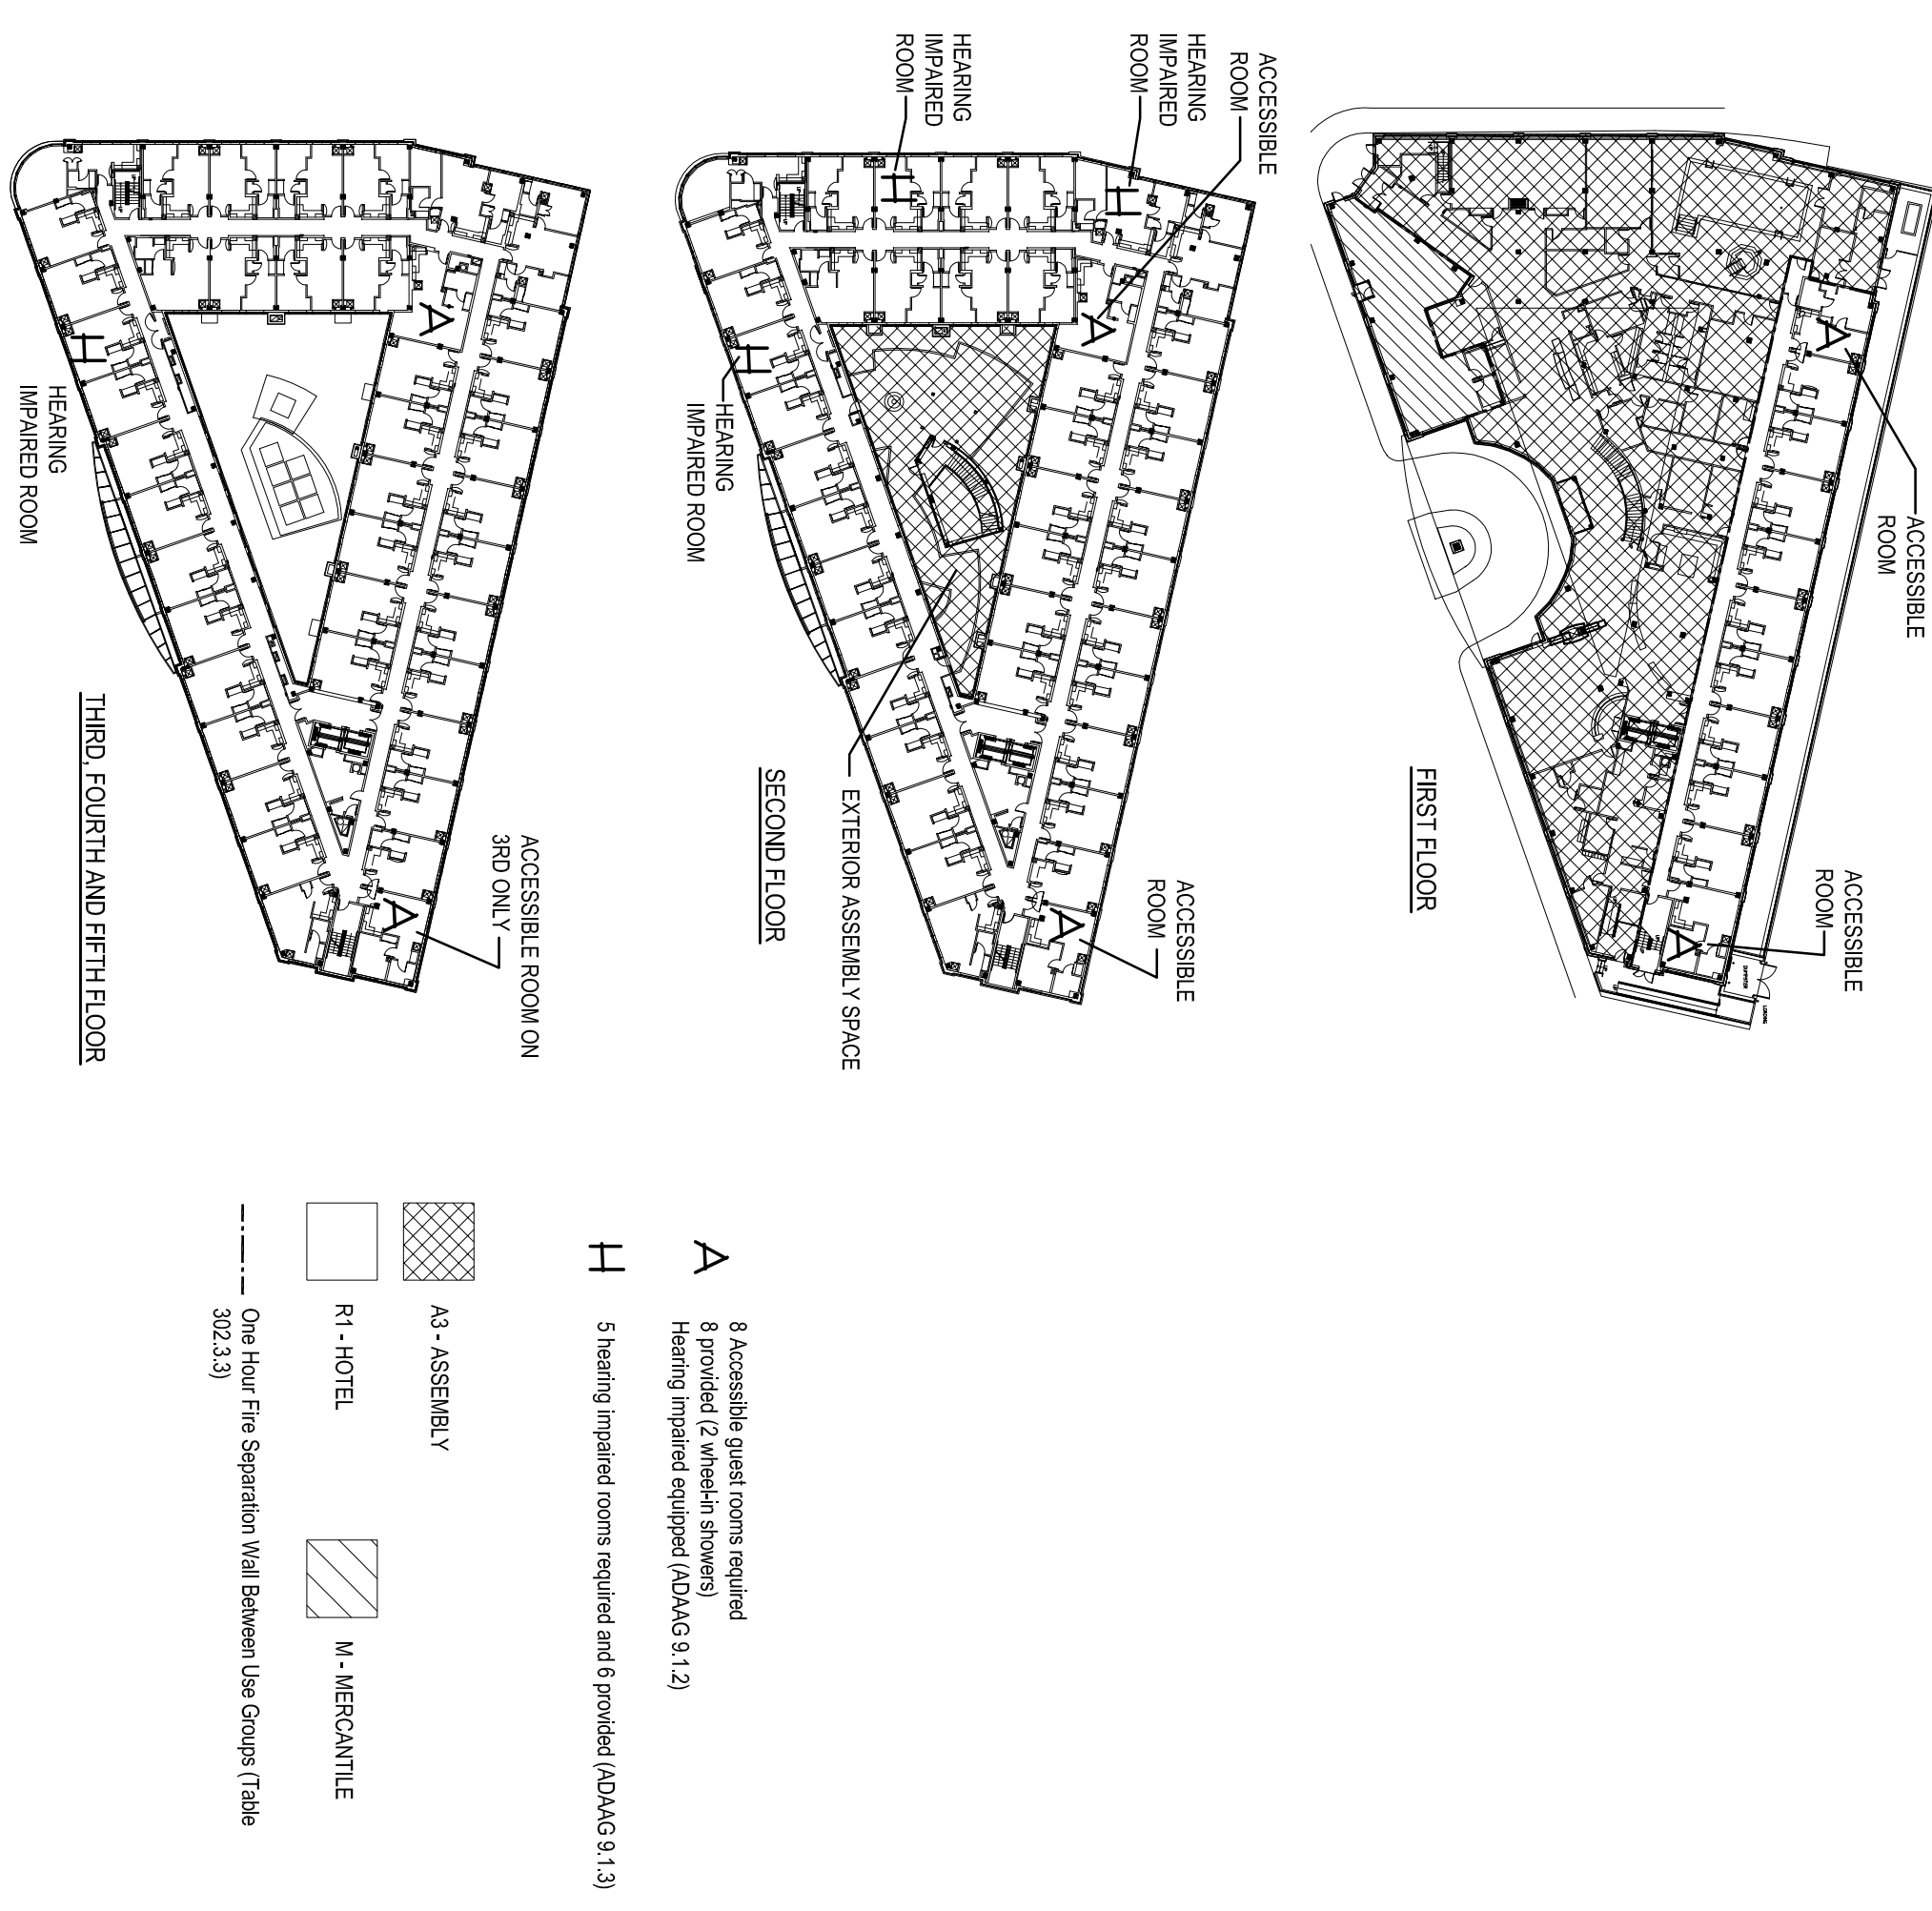 ACCESSIBLE
ROOM
A
ACCESSIBLE
ROOM
A
DUMPSTER
LOADING
FIRST FLOOR
ACCESSIBLE
ROOM
HEARING
IMPAIRED
ROOM
HEARING
IMPAIRED
ROOM
H
H
A
H
A
ACCESSIBLE
ROOM
HEARING
IMPAIRED ROOM
EXTERIOR ASSEMBLY SPACE
SECOND FLOOR
A
H
A
ACCESSIBLE ROOM ON
3RD ONLY
HEARING
IMPAIRED ROOM
THIRD, FOURTH AND FIFTH FLOOR
A
8 Accessible guest rooms required
8 provided (2 wheel-in showers)
Hearing impaired equipped (ADAAG 9.1.2)
H
5 hearing impaired rooms required and 6 provided (ADAAG 9.1.3)
A3 - ASSEMBLY
R1 - HOTEL
M - MERCANTILE
One Hour Fire Separation Wall Between Use Groups (Table
302.3.3)